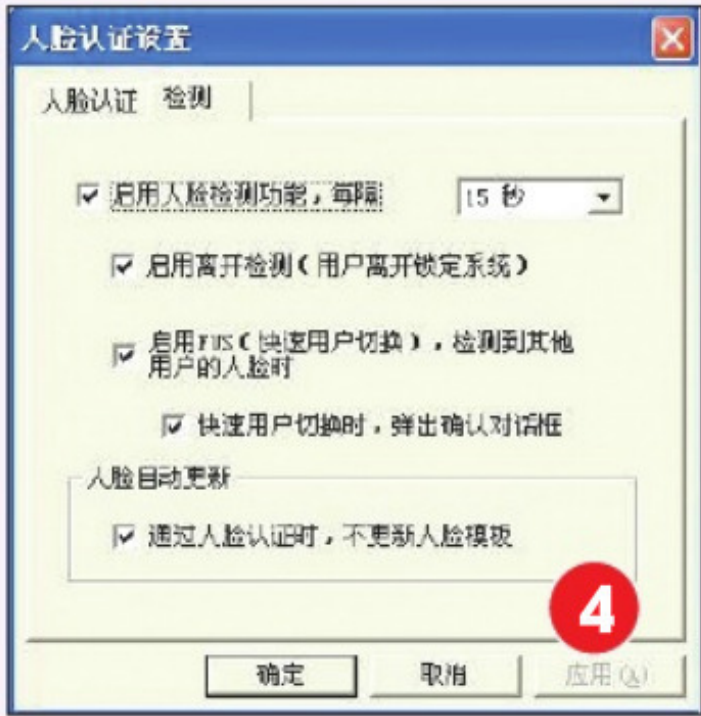 人脸认证设置
人脸认证 检测
启用人脸检测功能，每隔 15 秒
启用离开检测（用户离开锁定系统）
启用FUS（快速用户切换），检测到其他
用户的人脸时
快速用户切换时，弹出确认对话框
人脸自动更新
通过人脸认证时，不更新人脸模板
4
确定 取消 应用(A)